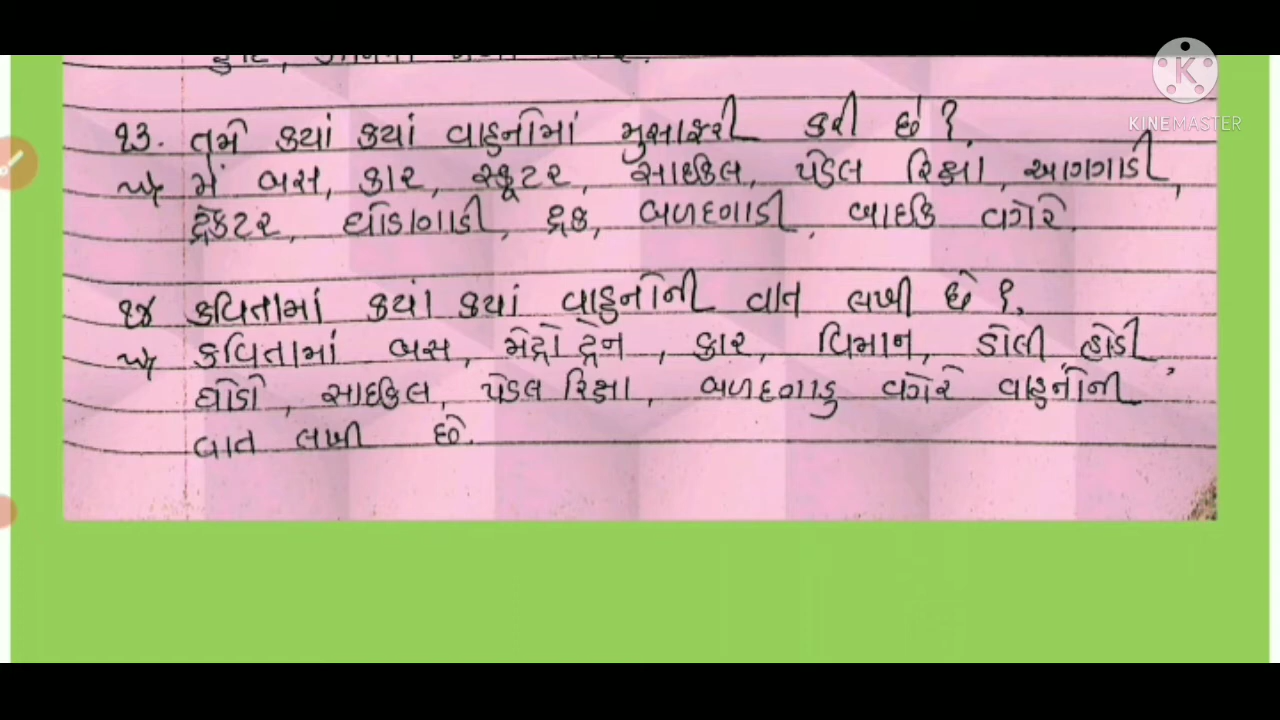 K
KINEMASTER
૧૩. તમે કયાં કયાં વાહનોમાં મુસાફરી કરી છે?
જ. મેં બસ, કાર, સ્કૂટર, સાઇકલ, પેડલ રિક્ષા, આગગાડી,
ટ્રેકટર, ઘોડાગાડી, ટ્રક, બળદગાડી, બાઇક વગેરે.
૧૪ કવિતામાં કયાં કયાં વાહનોની વાત લખી છે?
જ. કવિતામાં બસ, મેટ્રો ટ્રેન, કાર, વિમાન, ડોલી, હોડી,
ઘોડો, સાઇકલ, પેડલ રિક્ષા, બળદગાડુ વગેરે વાહનોની
વાત લખી છે.